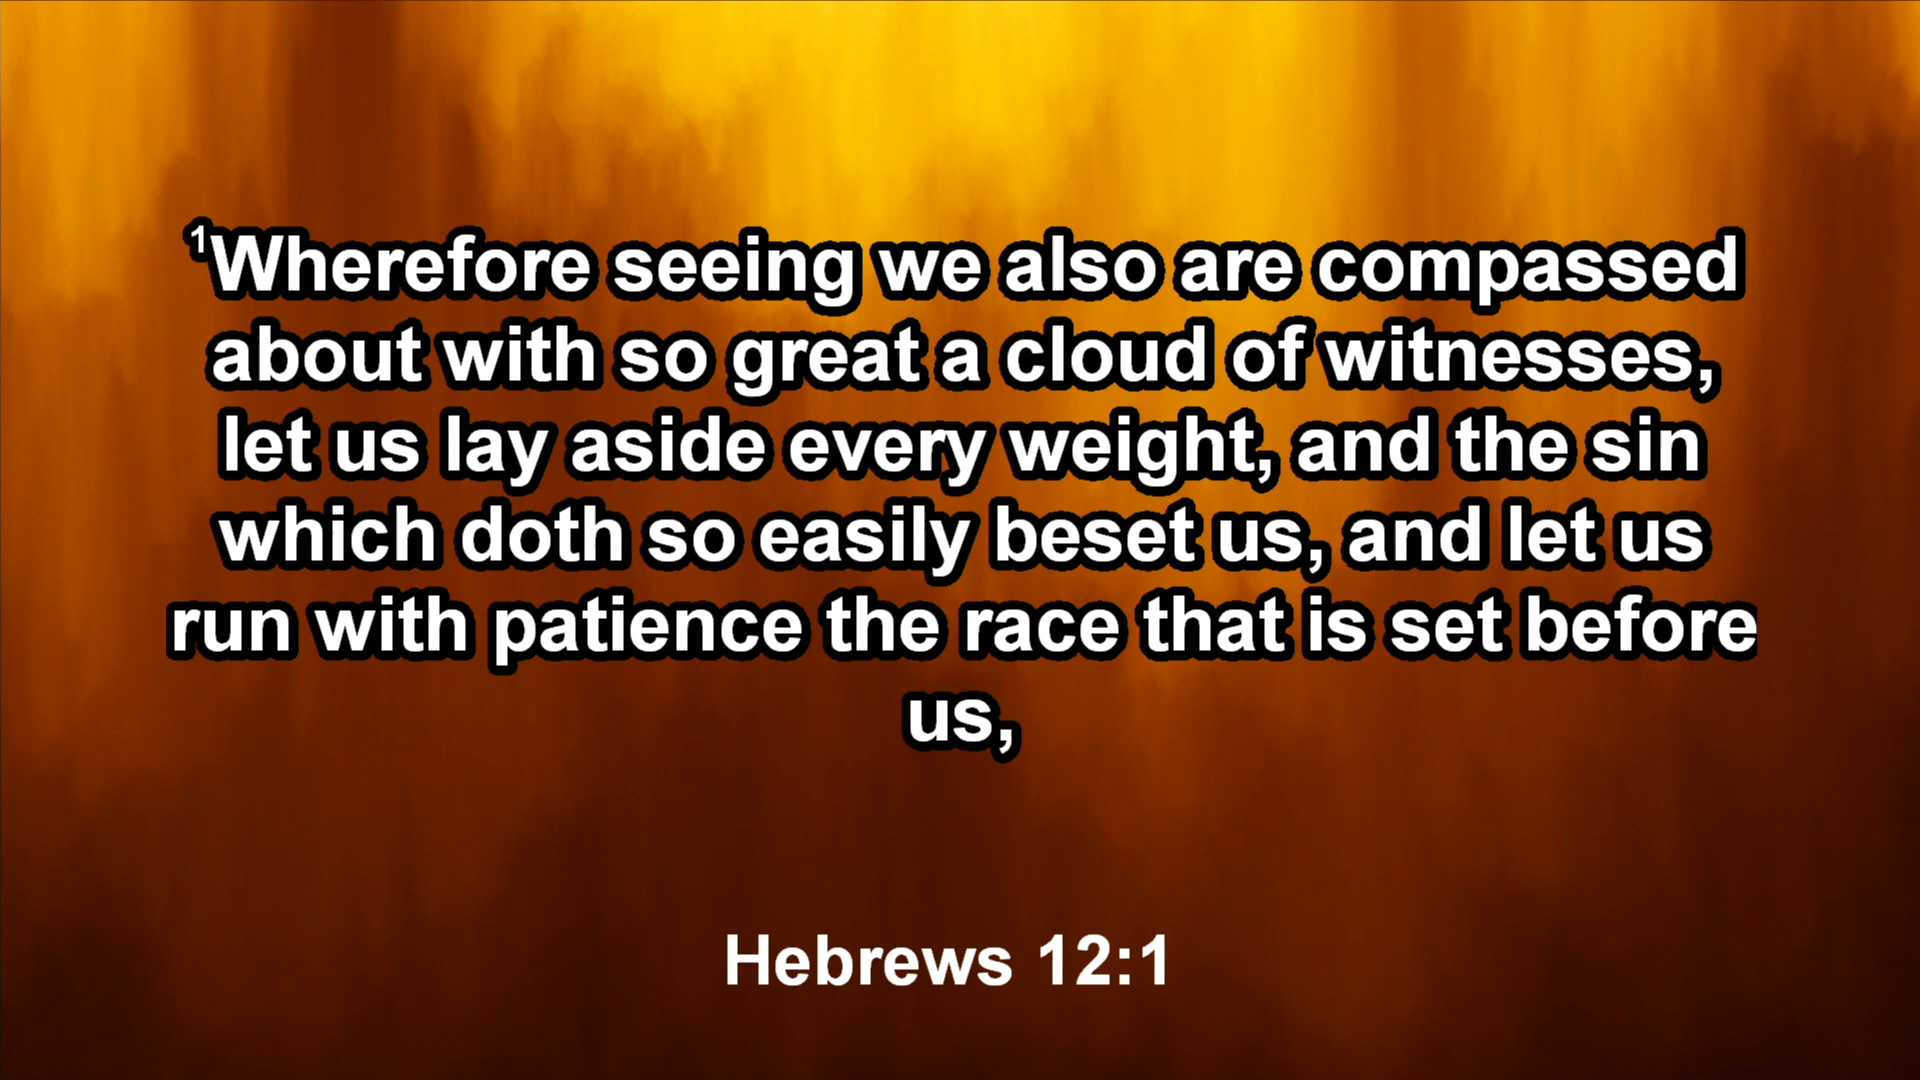 ¹Wherefore seeing we also are compassed
about with so great a cloud of witnesses,
let us lay aside every weight, and the sin
which doth so easily beset us, and let us
run with patience the race that is set before
us,
Hebrews 12:1